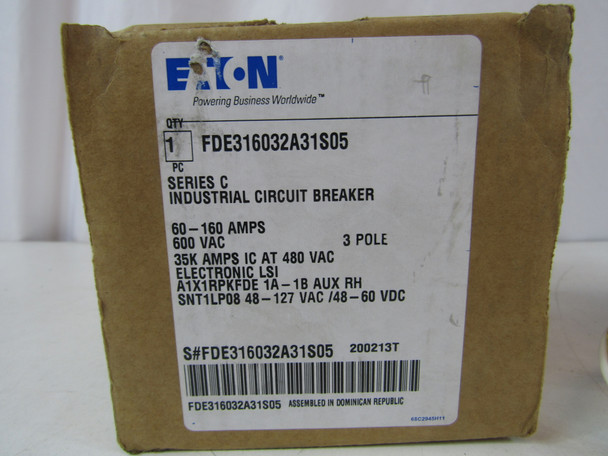 EATON
Powering Business Worldwide™
QTY
1 FDE316032A31S05
PC
SERIES C
INDUSTRIAL CIRCUIT BREAKER
60-160 AMPS
600 VAC 3 POLE
35K AMPS IC AT 480 VAC
ELECTRONIC LSI
A1X1RPKFDE 1A-1B AUX RH
SNT1LP08 48-127 VAC /48-60 VDC
S#FDE316032A31S05 200213T
FDE316032A31S05 ASSEMBLED IN DOMINICAN REPUBLIC